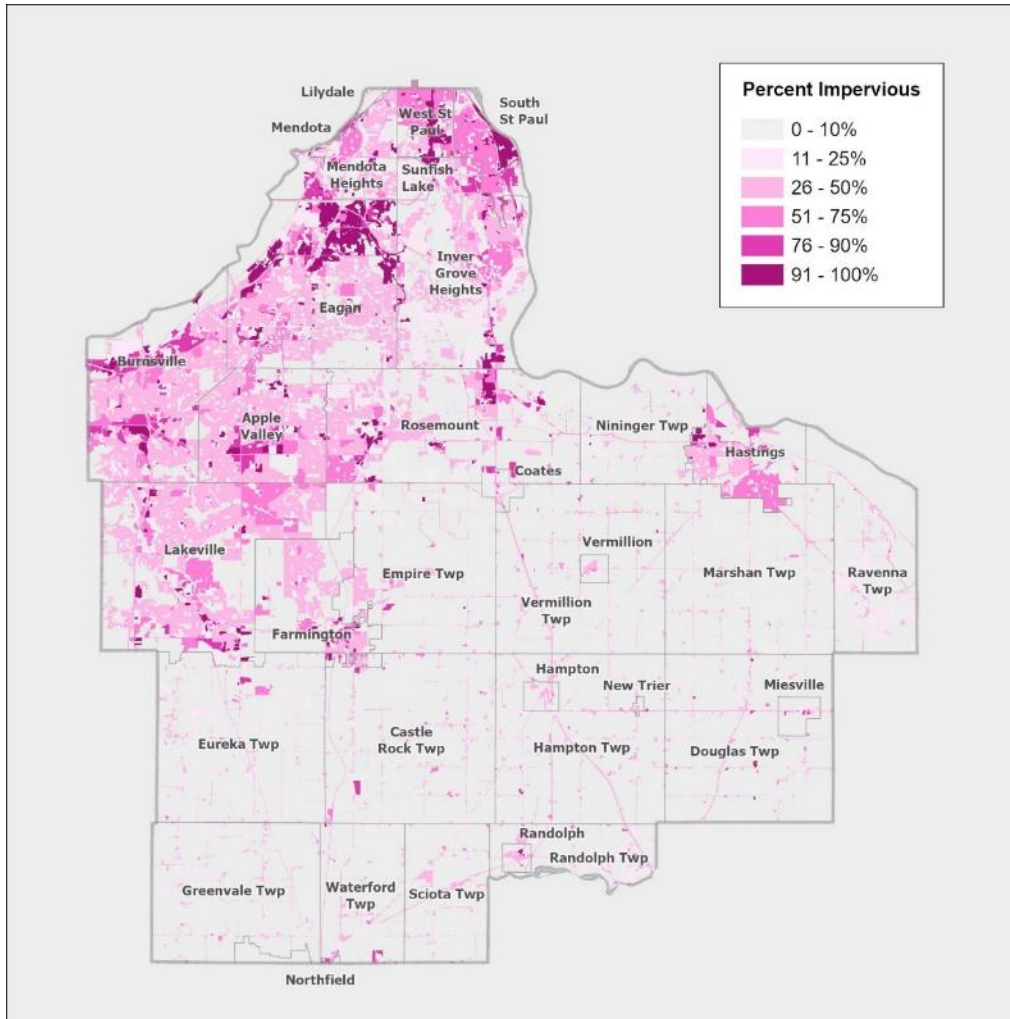 Percent Impervious
0 - 10%
11 - 25%
26 - 50%
51 - 75%
76 - 90%
91 - 100%
Lilydale
South
St Paul
West St
Paul
Mendota
Mendota
Heights
Sunfish
Lake
Inver
Grove
Heights
Eagan
Burnsville
Apple
Valley
Rosemount
Nininger Twp
Hastings
Coates
Lakeville
Empire Twp
Vermillion
Vermillion
Twp
Marshan Twp
Ravenna
Twp
Farmington
Hampton
New Trier
Miesville
Eureka Twp
Castle
Rock Twp
Hampton Twp
Douglas Twp
Randolph
Randolph Twp
Greenvale Twp
Waterford
Twp
Sciota Twp
Northfield